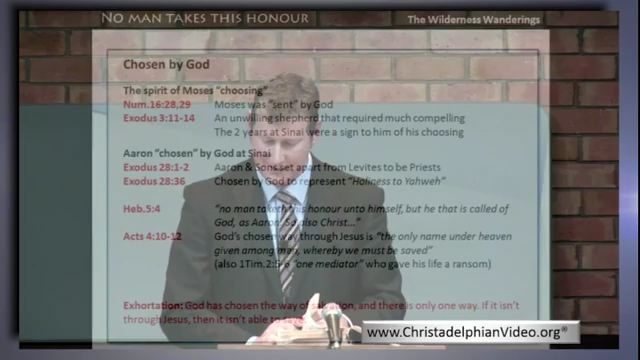 NO MAN TAKES THIS HONOUR
The Wilderness Wanderings
Chosen by God
The spirit of Moses "choosing"
Num.16:28,29 Moses was "sent" by God
Exodus 3:11-14 An unwilling shepherd that required much compelling
The 2 years at Sinai were a sign to him of his choosing
Aaron "chosen" by God at Sinai
Exodus 28:1-2 Aaron & Sons set apart from Levites to be Priests
Exodus 28:36 Chosen by God to represent "Holiness to Yahweh"
Heb.5:4 "no man taketh this honour unto himself, but he that is called of
God, as Aaron. So also Christ..."
Acts 4:10-12 God's chosen way through Jesus is "the only name under heaven
given among men, whereby we must be saved"
(also 1Tim.2:5-6 "one mediator" who gave his life a ransom)
Exhortation: God has chosen the way of salvation, and there is only one way. If it isn't
through Jesus, then it isn't able to save.
www.ChristadelphianVideo.org®